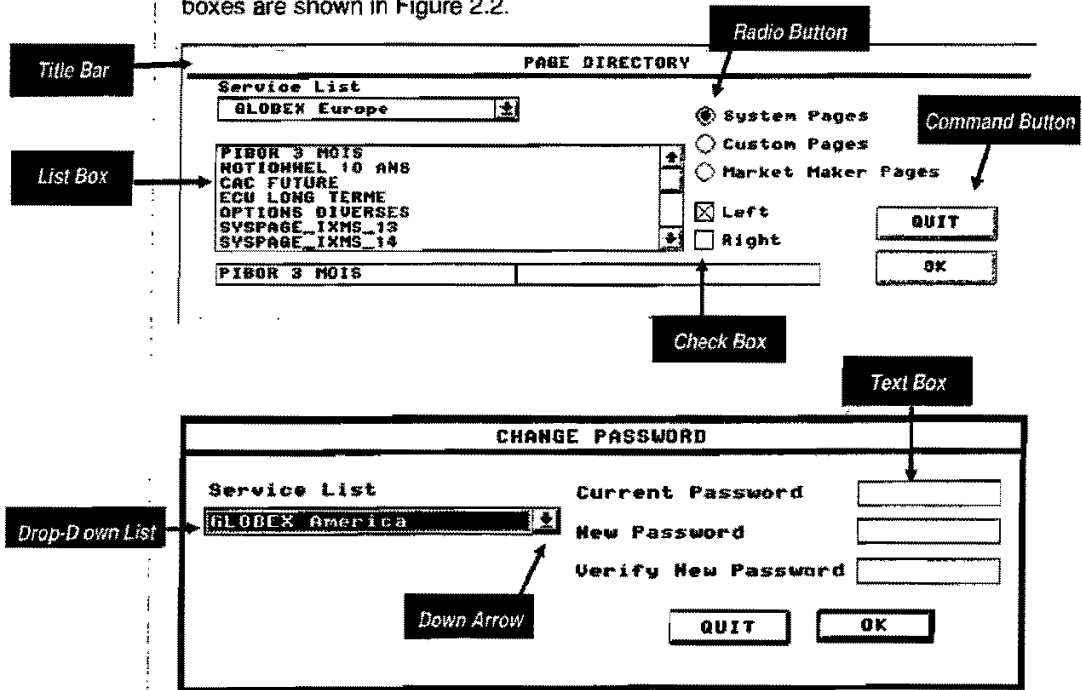 boxes are shown in Figure 2.2.
Radio Button
Title Bar
PAGE DIRECTORY
Service List
GLOBEX Europe
System Pages
Command Button
Custom Pages
List Box
PIBOR 3 MOIS
NOTIONNEL 10 ANS
CAC FUTURE
ECU LONG TERME
OPTIONS DIVERSES
SYSPAGE_IXMS_13
SYSPAGE_IXMS_14
Market Maker Pages
Left
Right
QUIT
OK
PIBOR 3 MOIS
Check Box
Text Box
CHANGE PASSWORD
Service List
Current Password
Drop-Down List
GLOBEX America
New Password
Verify New Password
Down Arrow
QUIT
OK